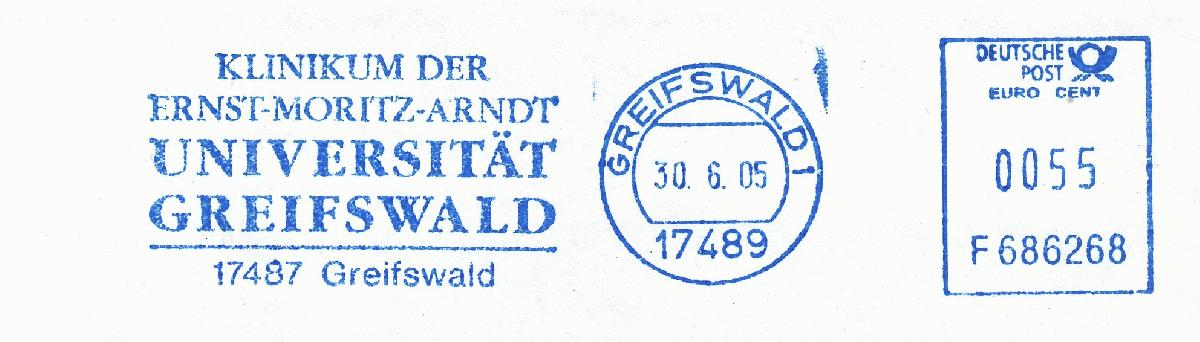 KLINIKUM DER
ERNST-MORITZ-ARNDT
UNIVERSITÄT
GREIFSWALD
17487 Greifswald
GREIFSWALD 1
30. 6. 05
17489
DEUTSCHE
POST
EURO CENT
0055
F686268